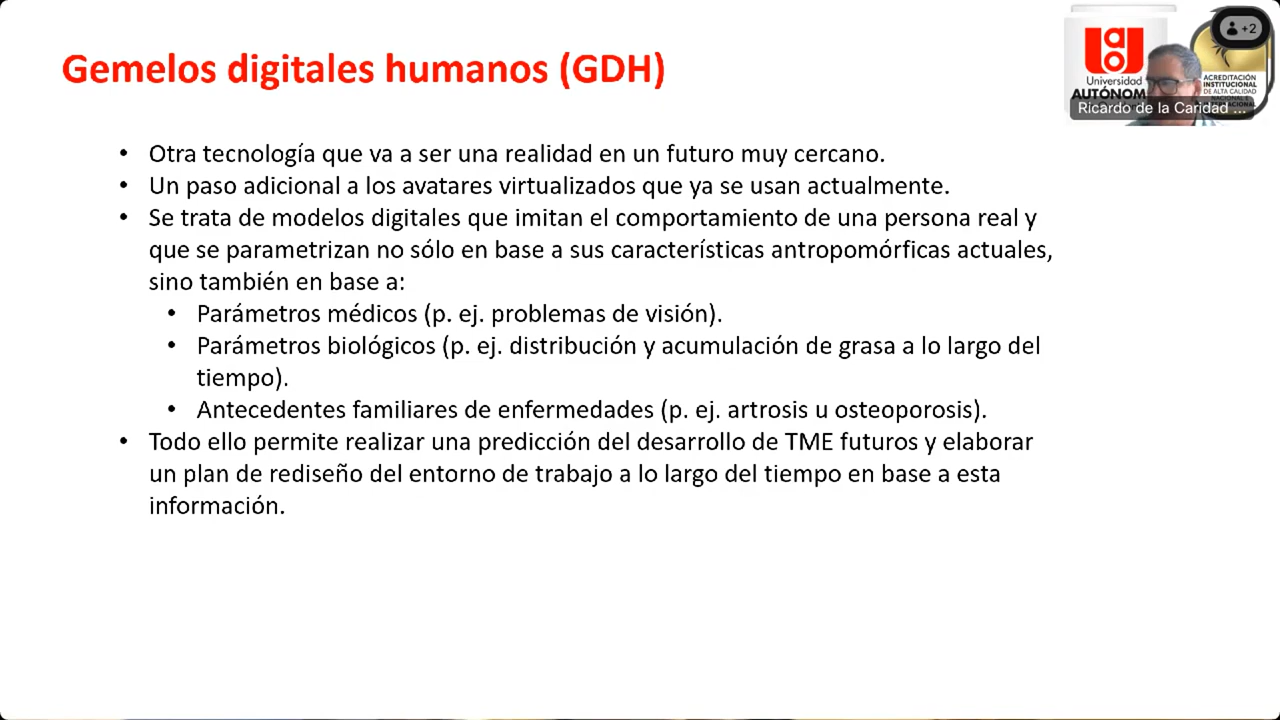 Gemelos digitales humanos (GDH)
• Otra tecnología que va a ser una realidad en un futuro muy cercano.
• Un paso adicional a los avatares virtualizados que ya se usan actualmente.
• Se trata de modelos digitales que imitan el comportamiento de una persona real y
que se parametrizan no sólo en base a sus características antropomórficas actuales,
sino también en base a:
• Parámetros médicos (p. ej. problemas de visión).
• Parámetros biológicos (p. ej. distribución y acumulación de grasa a lo largo del
tiempo).
• Antecedentes familiares de enfermedades (p. ej. artrosis u osteoporosis).
• Todo ello permite realizar una predicción del desarrollo de TME futuros y elaborar
un plan de rediseño del entorno de trabajo a lo largo del tiempo en base a esta
información.
+2
Universidad
AUTÓNOM
ACREDITACIÓN
INSTITUCIONAL
DE ALTA CALIDAD
Ricardo de la Caridad ...